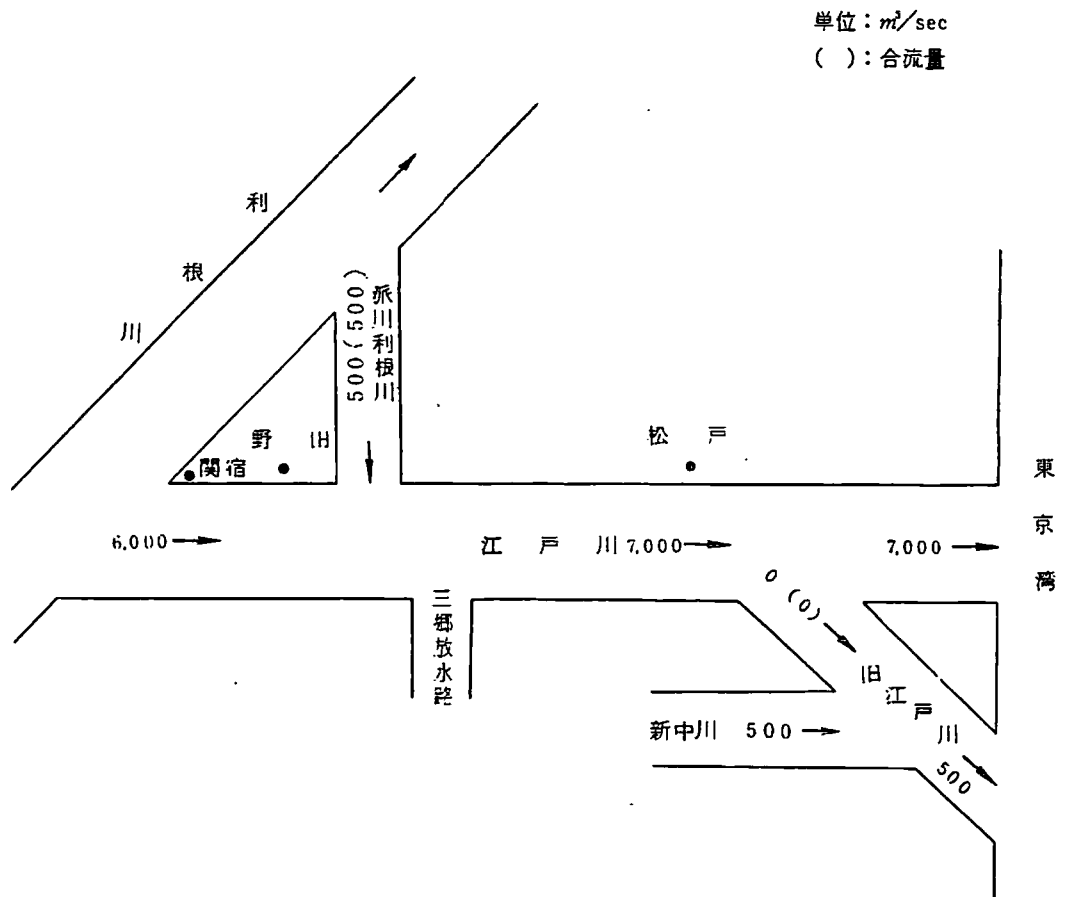 単位：m³/sec
( )：合流量
利根川
派川利根川
500(500)
野田
関宿
松戸
東京湾
6,000
江戸川 7,000
7,000
0(0)
三郷放水路
旧江戸川
新中川 500
500